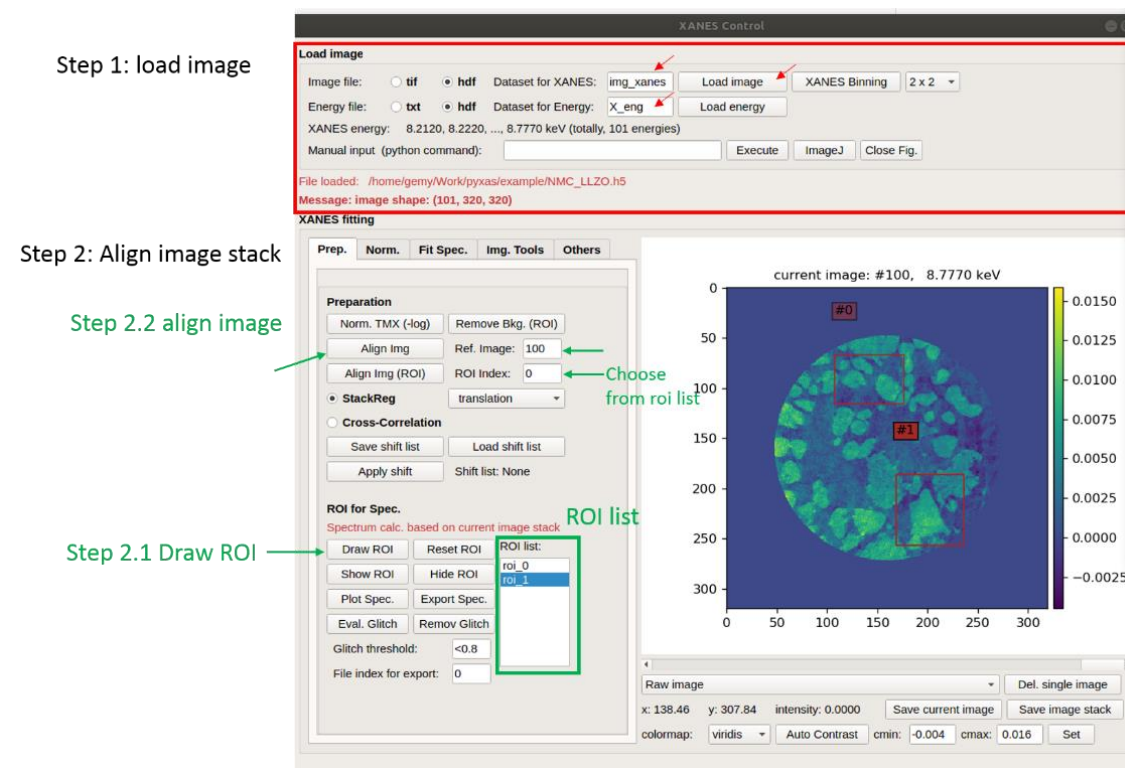 XANES Control
Step 1: load image
Load image
Image file: tif hdf Dataset for XANES: img_xanes Load image XANES Binning 2 x 2
Energy file: txt hdf Dataset for Energy: X_eng Load energy
XANES energy: 8.2120, 8.2220, ..., 8.7770 keV (totally, 101 energies)
Manual input (python command): Execute ImageJ Close Fig.
File loaded: /home/gemy/Work/pyxas/example/NMC_LLZO.h5
Message: image shape: (101, 320, 320)
XANES fitting
Step 2: Align image stack
Prep. Norm. Fit Spec. Img. Tools Others
Preparation
Norm. TMX (-log) Remove Bkg. (ROI)
Step 2.2 align image
Align Img Ref. Image: 100
Align Img (ROI) ROI Index: 0
Choose
from roi list
StackReg translation
Cross-Correlation
Save shift list Load shift list
Apply shift Shift list: None
ROI for Spec.
ROI list
Spectrum calc. based on current image stack
Step 2.1 Draw ROI
Draw ROI Reset ROI ROI list:
roi_0
roi_1
Show ROI Hide ROI
Plot Spec. Export Spec.
Eval. Glitch Remov Glitch
Glitch threshold: <0.8
File index for export: 0
current image: #100, 8.7770 keV
0
50
100
150
200
250
300
0 50 100 150 200 250 300
#0
#1
0.0150
0.0125
0.0100
0.0075
0.0050
0.0025
0.0000
−0.0025
Raw image Del. single image
x: 138.46 y: 307.84 intensity: 0.0000 Save current image Save image stack
colormap: viridis Auto Contrast cmin: -0.004 cmax: 0.016 Set